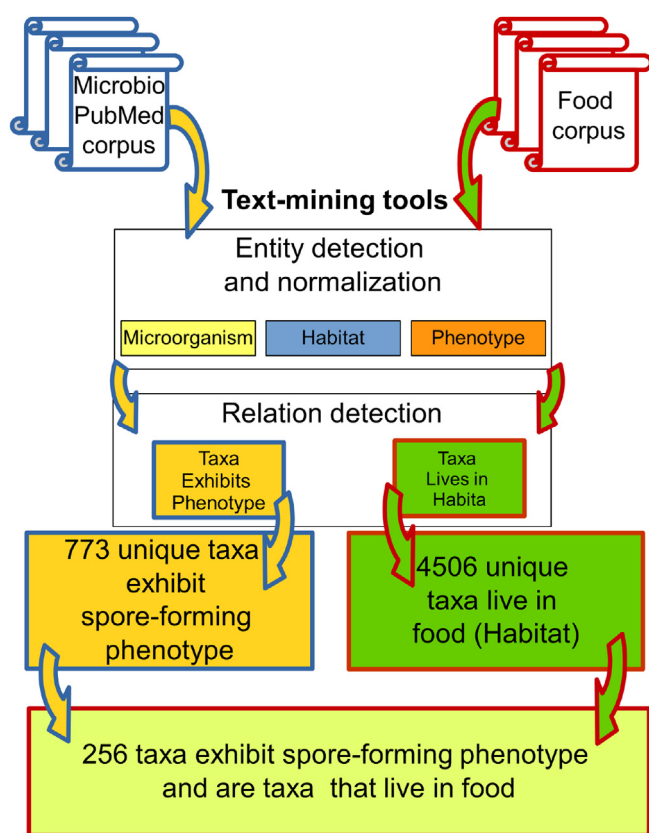 Microbio
PubMed
corpus
Food
corpus
Text-mining tools
Entity detection
and normalization
Microorganism
Habitat
Phenotype
Relation detection
Taxa
Exhibits
Phenotype
Taxa
Lives in
Habita
773 unique taxa
exhibit
spore-forming
phenotype
4506 unique
taxa live in
food (Habitat)
256 taxa exhibit spore-forming phenotype
and are taxa that live in food